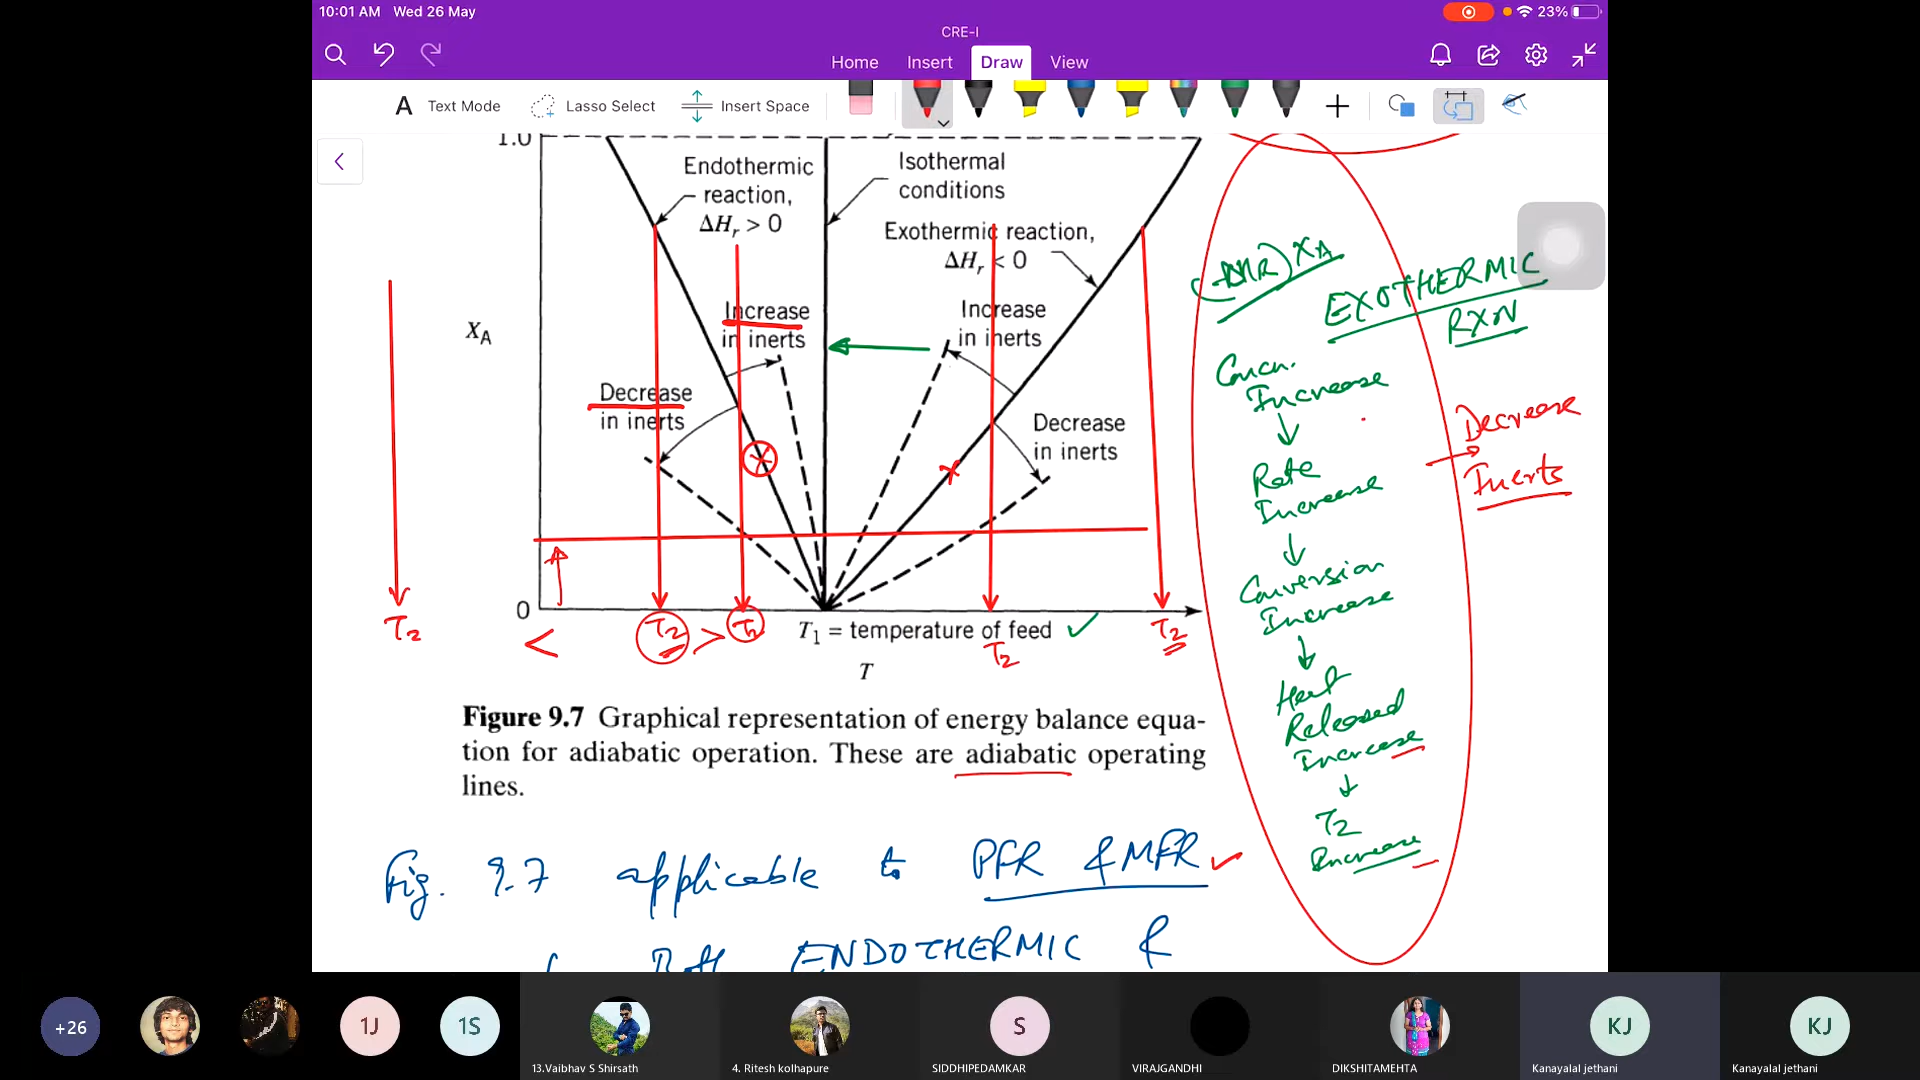 10:01 AM Wed 26 May
23%
CRE-I
Home Insert Draw View
A Text Mode Lasso Select Insert Space
1.0
Endothermic
reaction,
ΔHr > 0
Isothermal
conditions
Exothermic reaction,
ΔHr < 0
Increase
in inerts
Increase
in inerts
XA
Decrease
in inerts
Decrease
in inerts
0
T1 = temperature of feed
T
T2
<
T2
>
T1
T2
T2
Figure 9.7 Graphical representation of energy balance equa-
tion for adiabatic operation. These are adiabatic operating
lines.
(-ΔHR) XA
EXOTHERMIC
RXN
Concn.
Increase
Rate
Increase
Conversion
Increase
Heat
Released
Increase
T2
Increase
Decrease
Inerts
Fig. 9.7 applicable to PFR & MFR
ENDOTHERMIC &
+26
1J
1S
S
KJ
KJ
13.Vaibhav S Shirsath
4. Ritesh kolhapure
SIDDHIPEDAMKAR
VIRAJGANDHI
DIKSHITAMEHTA
Kanayalal jethani
Kanayalal jethani